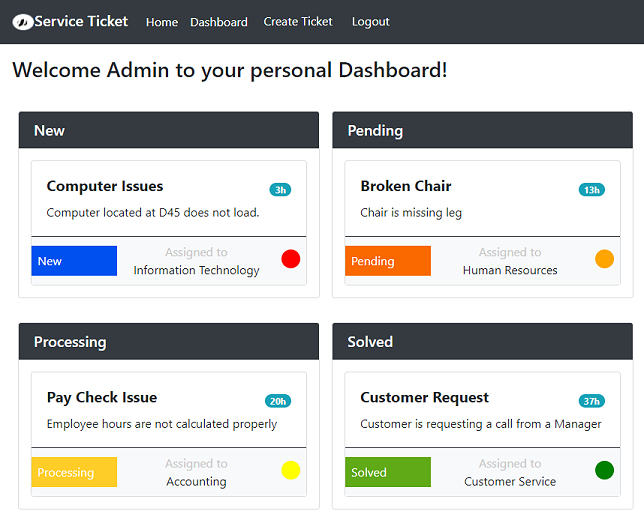 Service Ticket Home Dashboard Create Ticket Logout
Welcome Admin to your personal Dashboard!
New
Computer Issues 3h
Computer located at D45 does not load.
New
Assigned to
Information Technology
Pending
Broken Chair 13h
Chair is missing leg
Pending
Assigned to
Human Resources
Processing
Pay Check Issue 20h
Employee hours are not calculated properly
Processing
Assigned to
Accounting
Solved
Customer Request 37h
Customer is requesting a call from a Manager
Solved
Assigned to
Customer Service